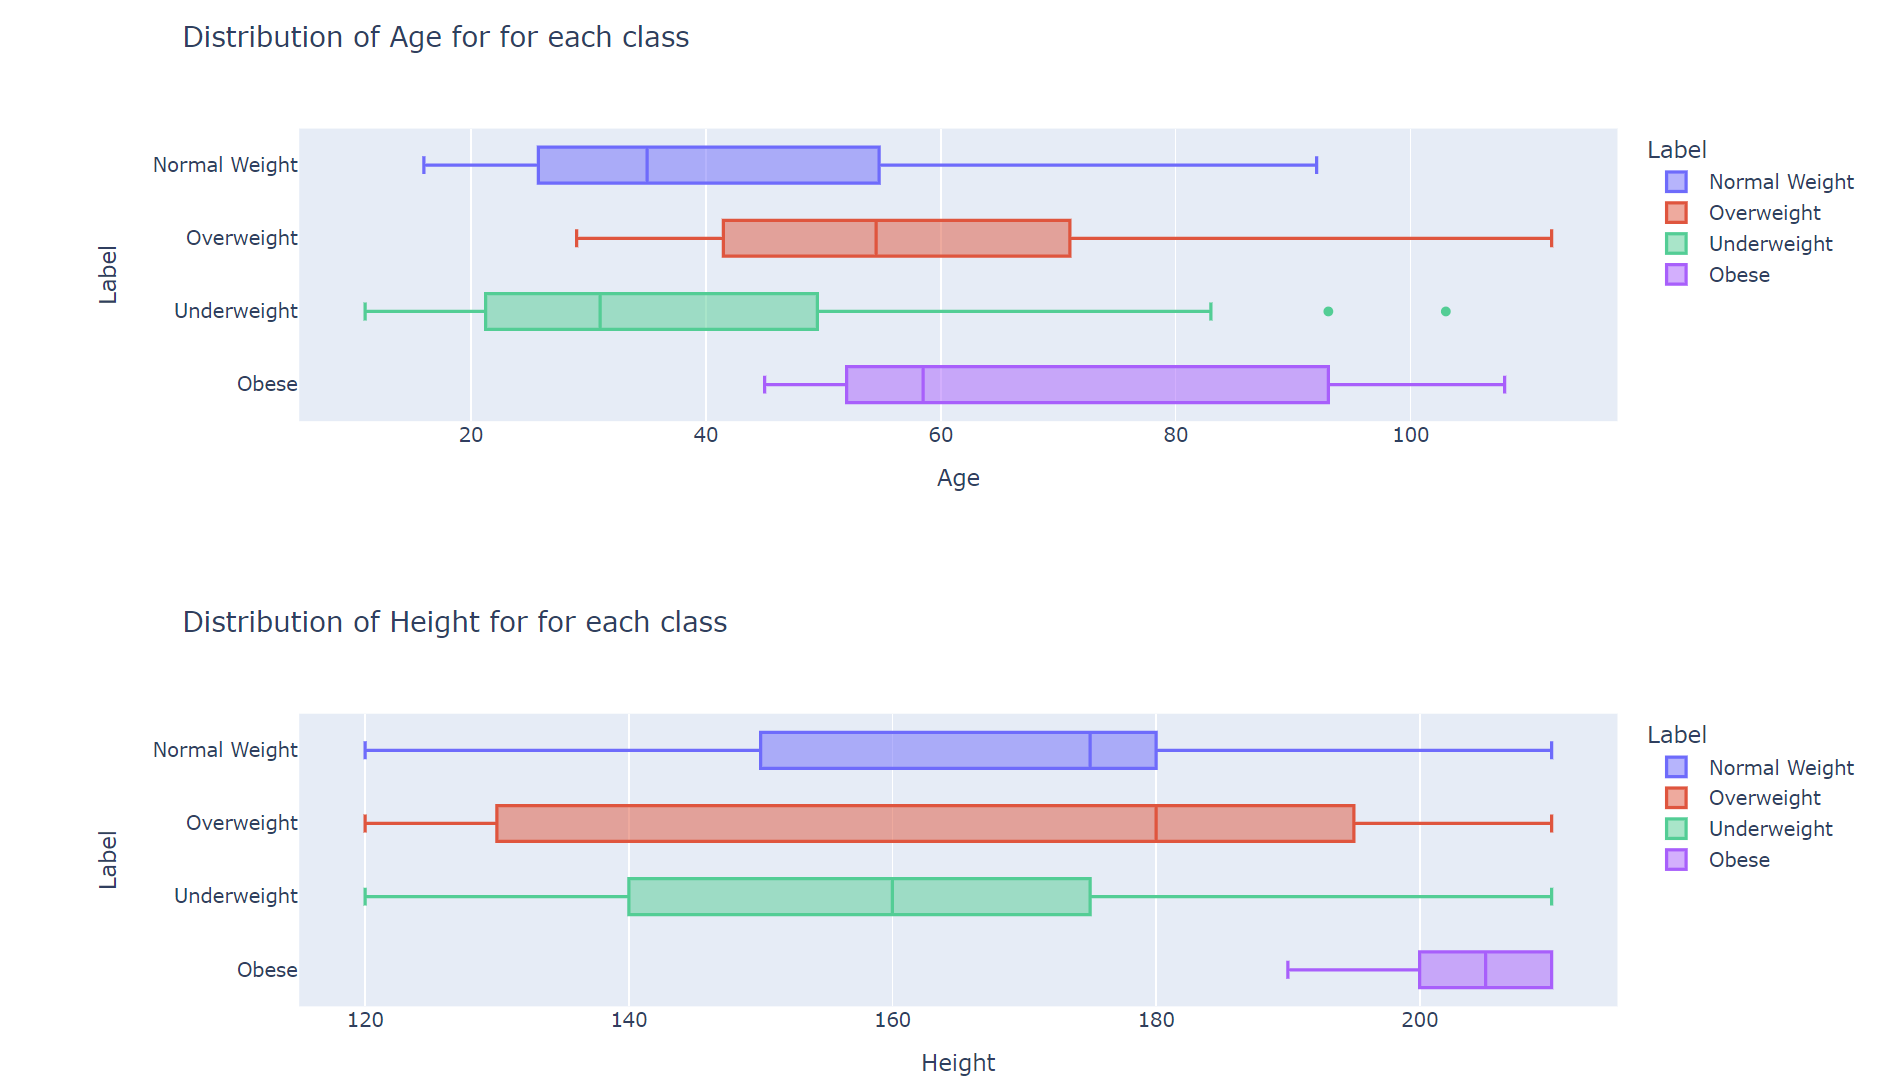 Distribution of Age for for each class
Label
Normal Weight
Overweight
Underweight
Obese
20 40 60 80 100
Age
Label
Normal Weight
Overweight
Underweight
Obese
Distribution of Height for for each class
Label
Normal Weight
Overweight
Underweight
Obese
120 140 160 180 200
Height
Label
Normal Weight
Overweight
Underweight
Obese